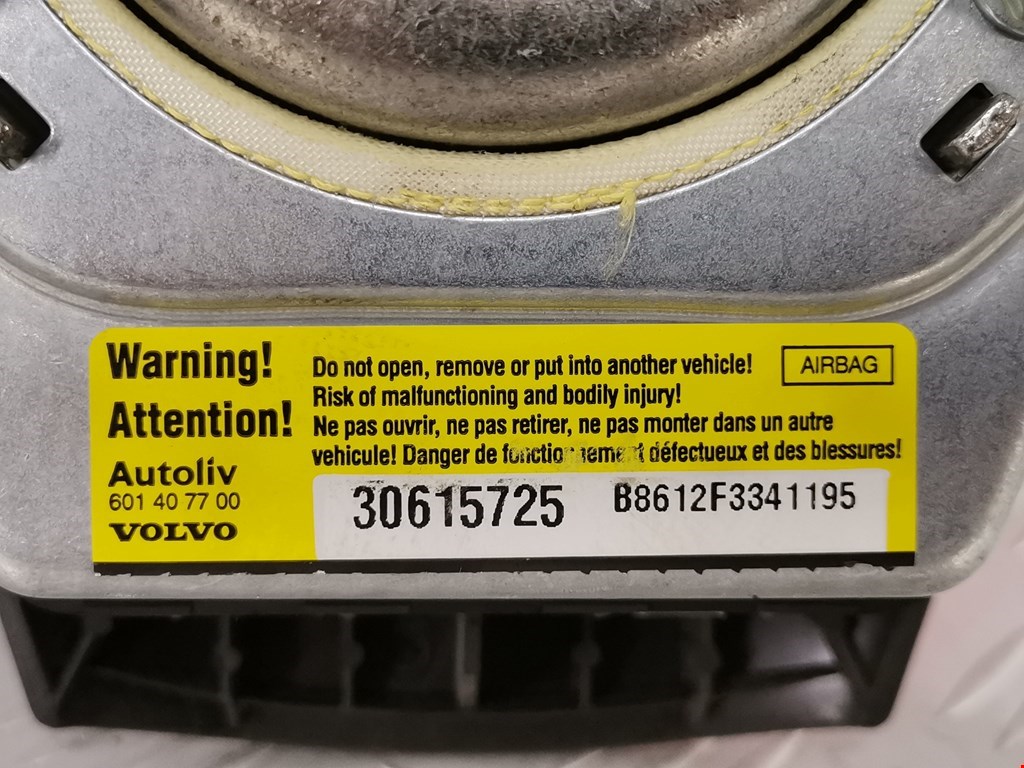 Warning!
Attention!
Autoliv
601 40 77 00
VOLVO
Do not open, remove or put into another vehicle!
Risk of malfunctioning and bodily injury!
Ne pas ouvrir, ne pas retirer, ne pas monter dans un autre
vehicule! Danger de fonctionnement défectueux et des blessures!
AIRBAG
30615725
B8612F3341195